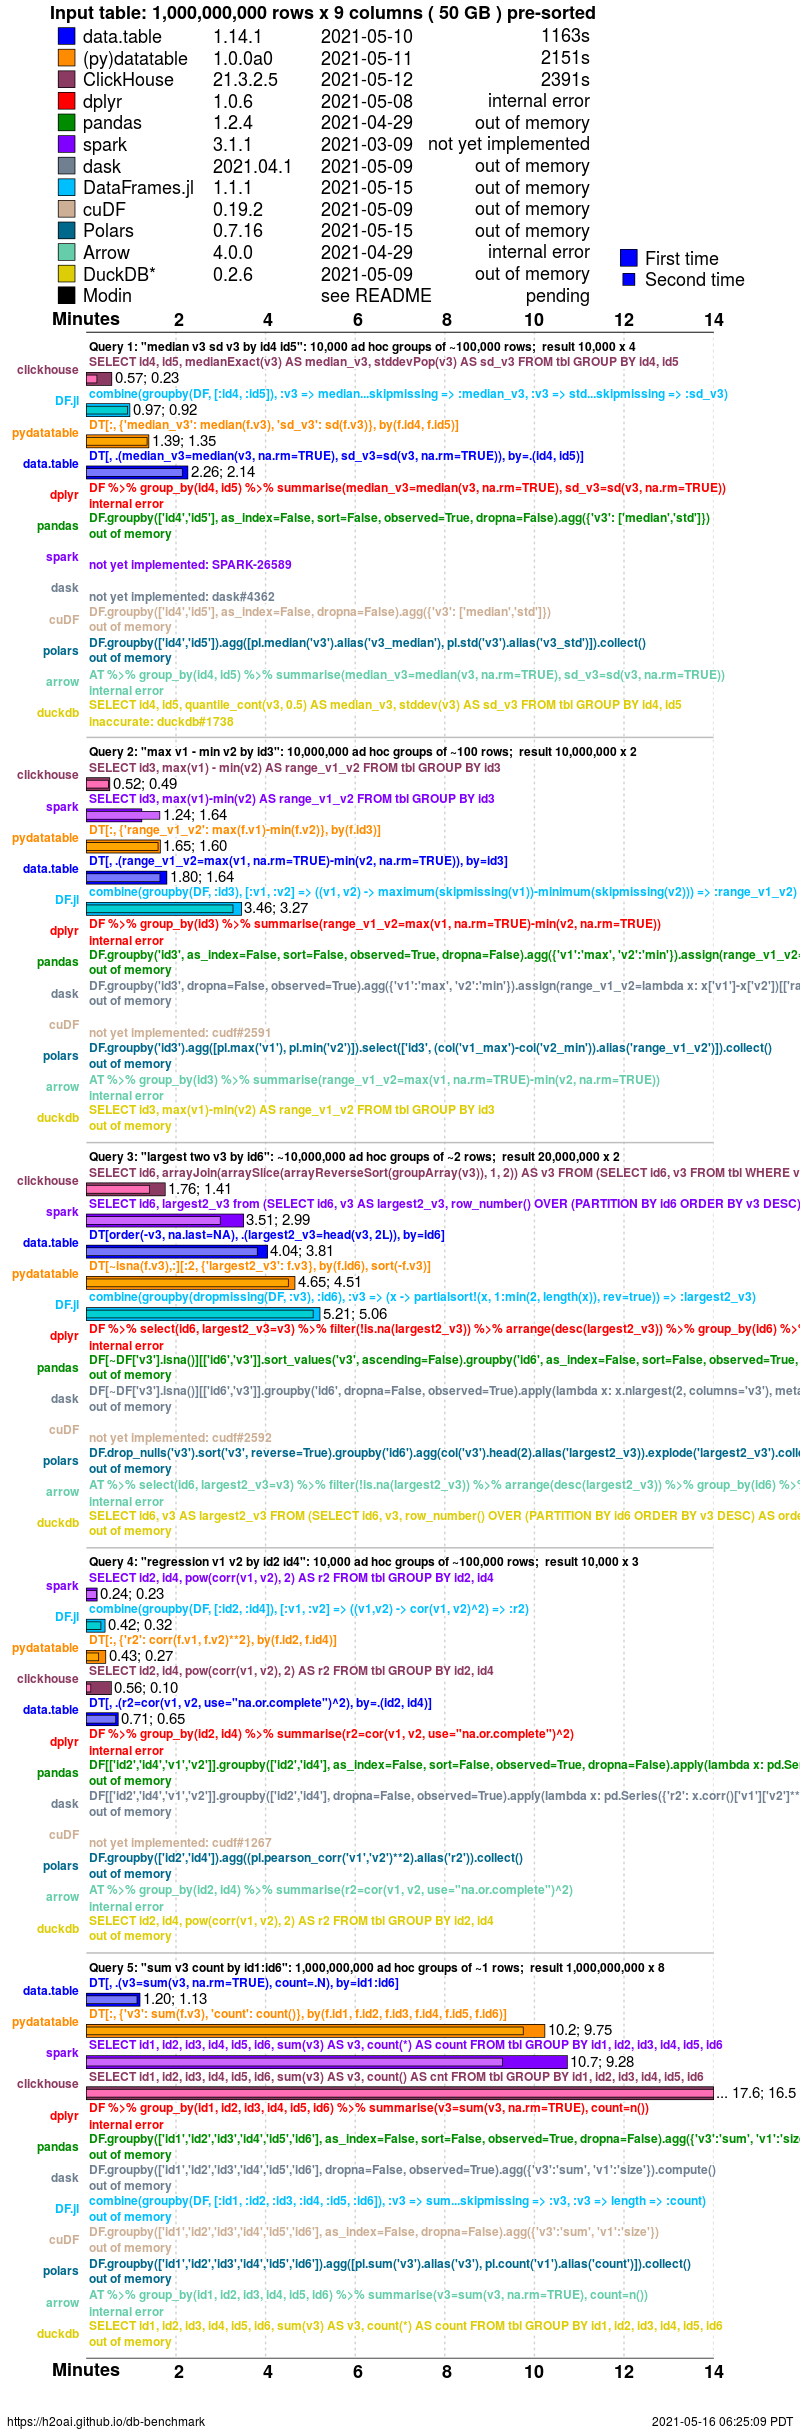 Input table: 1,000,000,000 rows x 9 columns ( 50 GB ) pre-sorted
data.table 1.14.1 2021-05-10 1163s
(py)datatable 1.0.0a0 2021-05-11 2151s
ClickHouse 21.3.2.5 2021-05-12 2391s
dplyr 1.0.6 2021-05-08 internal error
pandas 1.2.4 2021-04-29 out of memory
spark 3.1.1 2021-03-09 not yet implemented
dask 2021.04.1 2021-05-09 out of memory
DataFrames.jl 1.1.1 2021-05-15 out of memory
cuDF 0.19.2 2021-05-09 out of memory
Polars 0.7.16 2021-05-15 out of memory
Arrow 4.0.0 2021-04-29 internal error
DuckDB* 0.2.6 2021-05-09 out of memory
Modin see README pending
First time
Second time
Minutes 2 4 6 8 10 12 14
Query 1: "median v3 sd v3 by id4 id5": 10,000 ad hoc groups of ~100,000 rows;  result 10,000 x 4
clickhouse SELECT id4, id5, medianExact(v3) AS median_v3, stddevPop(v3) AS sd_v3 FROM tbl GROUP BY id4, id5
0.57; 0.23
DF.jl combine(groupby(DF, [:id4, :id5]), :v3 => median...skipmissing => :median_v3, :v3 => std...skipmissing => :sd_v3)
0.97; 0.92
pydatatable DT[:, {'median_v3': median(f.v3), 'sd_v3': sd(f.v3)}, by(f.id4, f.id5)]
1.39; 1.35
data.table DT[, .(median_v3=median(v3, na.rm=TRUE), sd_v3=sd(v3, na.rm=TRUE)), by=.(id4, id5)]
2.26; 2.14
dplyr DF %>% group_by(id4, id5) %>% summarise(median_v3=median(v3, na.rm=TRUE), sd_v3=sd(v3, na.rm=TRUE))
internal error
pandas DF.groupby(['id4','id5'], as_index=False, sort=False, observed=True, dropna=False).agg({'v3': ['median','std']})
out of memory
spark
not yet implemented: SPARK-26589
dask
not yet implemented: dask#4362
cuDF DF.groupby(['id4','id5'], as_index=False, dropna=False).agg({'v3': ['median','std']})
out of memory
polars DF.groupby(['id4','id5']).agg([pl.median('v3').alias('v3_median'), pl.std('v3').alias('v3_std')]).collect()
out of memory
arrow AT %>% group_by(id4, id5) %>% summarise(median_v3=median(v3, na.rm=TRUE), sd_v3=sd(v3, na.rm=TRUE))
internal error
duckdb SELECT id4, id5, quantile_cont(v3, 0.5) AS median_v3, stddev(v3) AS sd_v3 FROM tbl GROUP BY id4, id5
inaccurate: duckdb#1738
Query 2: "max v1 - min v2 by id3": 10,000,000 ad hoc groups of ~100 rows;  result 10,000,000 x 2
clickhouse SELECT id3, max(v1) - min(v2) AS range_v1_v2 FROM tbl GROUP BY id3
0.52; 0.49
spark SELECT id3, max(v1)-min(v2) AS range_v1_v2 FROM tbl GROUP BY id3
1.24; 1.64
pydatatable DT[:, {'range_v1_v2': max(f.v1)-min(f.v2)}, by(f.id3)]
1.65; 1.60
data.table DT[, .(range_v1_v2=max(v1, na.rm=TRUE)-min(v2, na.rm=TRUE)), by=id3]
1.80; 1.64
DF.jl combine(groupby(DF, :id3), [:v1, :v2] => ((v1, v2) -> maximum(skipmissing(v1))-minimum(skipmissing(v2))) => :range_v1_v2)
3.46; 3.27
dplyr DF %>% group_by(id3) %>% summarise(range_v1_v2=max(v1, na.rm=TRUE)-min(v2, na.rm=TRUE))
internal error
pandas DF.groupby('id3', as_index=False, sort=False, observed=True, dropna=False).agg({'v1':'max', 'v2':'min'}).assign(range_v1_v2=
out of memory
dask DF.groupby('id3', dropna=False, observed=True).agg({'v1':'max', 'v2':'min'}).assign(range_v1_v2=lambda x: x['v1']-x['v2'])[['ra
out of memory
cuDF
not yet implemented: cudf#2591
polars DF.groupby('id3').agg([pl.max('v1'), pl.min('v2')]).select(['id3', (col('v1_max')-col('v2_min')).alias('range_v1_v2')]).collect()
out of memory
arrow AT %>% group_by(id3) %>% summarise(range_v1_v2=max(v1, na.rm=TRUE)-min(v2, na.rm=TRUE))
internal error
duckdb SELECT id3, max(v1)-min(v2) AS range_v1_v2 FROM tbl GROUP BY id3
out of memory
Query 3: "largest two v3 by id6": ~10,000,000 ad hoc groups of ~2 rows;  result 20,000,000 x 2
clickhouse SELECT id6, arrayJoin(arraySlice(arrayReverseSort(groupArray(v3)), 1, 2)) AS v3 FROM (SELECT id6, v3 FROM tbl WHERE v
1.76; 1.41
spark SELECT id6, largest2_v3 from (SELECT id6, v3 AS largest2_v3, row_number() OVER (PARTITION BY id6 ORDER BY v3 DESC)
3.51; 2.99
data.table DT[order(-v3, na.last=NA), .(largest2_v3=head(v3, 2L)), by=id6]
4.04; 3.81
pydatatable DT[~isna(f.v3),:][:2, {'largest2_v3': f.v3}, by(f.id6), sort(-f.v3)]
4.65; 4.51
DF.jl combine(groupby(dropmissing(DF, :v3), :id6), :v3 => (x -> partialsort!(x, 1:min(2, length(x)), rev=true)) => :largest2_v3)
5.21; 5.06
dplyr DF %>% select(id6, largest2_v3=v3) %>% filter(!is.na(largest2_v3)) %>% arrange(desc(largest2_v3)) %>% group_by(id6) %>%
internal error
pandas DF[~DF['v3'].isna()][['id6','v3']].sort_values('v3', ascending=False).groupby('id6', as_index=False, sort=False, observed=True,
out of memory
dask DF[~DF['v3'].isna()][['id6','v3']].groupby('id6', dropna=False, observed=True).apply(lambda x: x.nlargest(2, columns='v3'), meta
out of memory
cuDF
not yet implemented: cudf#2592
polars DF.drop_nulls('v3').sort('v3', reverse=True).groupby('id6').agg(col('v3').head(2).alias('largest2_v3')).explode('largest2_v3').colle
out of memory
arrow AT %>% select(id6, largest2_v3=v3) %>% filter(!is.na(largest2_v3)) %>% arrange(desc(largest2_v3)) %>% group_by(id6) %>%
internal error
duckdb SELECT id6, v3 AS largest2_v3 FROM (SELECT id6, v3, row_number() OVER (PARTITION BY id6 ORDER BY v3 DESC) AS orde
out of memory
Query 4: "regression v1 v2 by id2 id4": 10,000 ad hoc groups of ~100,000 rows;  result 10,000 x 3
spark SELECT id2, id4, pow(corr(v1, v2), 2) AS r2 FROM tbl GROUP BY id2, id4
0.24; 0.23
DF.jl combine(groupby(DF, [:id2, :id4]), [:v1, :v2] => ((v1,v2) -> cor(v1, v2)^2) => :r2)
0.42; 0.32
pydatatable DT[:, {'r2': corr(f.v1, f.v2)**2}, by(f.id2, f.id4)]
0.43; 0.27
clickhouse SELECT id2, id4, pow(corr(v1, v2), 2) AS r2 FROM tbl GROUP BY id2, id4
0.56; 0.10
data.table DT[, .(r2=cor(v1, v2, use="na.or.complete")^2), by=.(id2, id4)]
0.71; 0.65
dplyr DF %>% group_by(id2, id4) %>% summarise(r2=cor(v1, v2, use="na.or.complete")^2)
internal error
pandas DF[['id2','id4','v1','v2']].groupby(['id2','id4'], as_index=False, sort=False, observed=True, dropna=False).apply(lambda x: pd.Ser
out of memory
dask DF[['id2','id4','v1','v2']].groupby(['id2','id4'], dropna=False, observed=True).apply(lambda x: pd.Series({'r2': x.corr()['v1']['v2']**
out of memory
cuDF
not yet implemented: cudf#1267
polars DF.groupby(['id2','id4']).agg((pl.pearson_corr('v1','v2')**2).alias('r2')).collect()
out of memory
arrow AT %>% group_by(id2, id4) %>% summarise(r2=cor(v1, v2, use="na.or.complete")^2)
internal error
duckdb SELECT id2, id4, pow(corr(v1, v2), 2) AS r2 FROM tbl GROUP BY id2, id4
out of memory
Query 5: "sum v3 count by id1:id6": 1,000,000,000 ad hoc groups of ~1 rows;  result 1,000,000,000 x 8
data.table DT[, .(v3=sum(v3, na.rm=TRUE), count=.N), by=id1:id6]
1.20; 1.13
pydatatable DT[:, {'v3': sum(f.v3), 'count': count()}, by(f.id1, f.id2, f.id3, f.id4, f.id5, f.id6)]
10.2; 9.75
spark SELECT id1, id2, id3, id4, id5, id6, sum(v3) AS v3, count(*) AS count FROM tbl GROUP BY id1, id2, id3, id4, id5, id6
10.7; 9.28
clickhouse SELECT id1, id2, id3, id4, id5, id6, sum(v3) AS v3, count() AS cnt FROM tbl GROUP BY id1, id2, id3, id4, id5, id6
... 17.6; 16.5
dplyr DF %>% group_by(id1, id2, id3, id4, id5, id6) %>% summarise(v3=sum(v3, na.rm=TRUE), count=n())
internal error
pandas DF.groupby(['id1','id2','id3','id4','id5','id6'], as_index=False, sort=False, observed=True, dropna=False).agg({'v3':'sum', 'v1':'size
out of memory
dask DF.groupby(['id1','id2','id3','id4','id5','id6'], dropna=False, observed=True).agg({'v3':'sum', 'v1':'size'}).compute()
out of memory
DF.jl combine(groupby(DF, [:id1, :id2, :id3, :id4, :id5, :id6]), :v3 => sum...skipmissing => :v3, :v3 => length => :count)
out of memory
cuDF DF.groupby(['id1','id2','id3','id4','id5','id6'], as_index=False, dropna=False).agg({'v3':'sum', 'v1':'size'})
out of memory
polars DF.groupby(['id1','id2','id3','id4','id5','id6']).agg([pl.sum('v3').alias('v3'), pl.count('v1').alias('count')]).collect()
out of memory
arrow AT %>% group_by(id1, id2, id3, id4, id5, id6) %>% summarise(v3=sum(v3, na.rm=TRUE), count=n())
internal error
duckdb SELECT id1, id2, id3, id4, id5, id6, sum(v3) AS v3, count(*) AS count FROM tbl GROUP BY id1, id2, id3, id4, id5, id6
out of memory
Minutes 2 4 6 8 10 12 14
https://h2oai.github.io/db-benchmark 2021-05-16 06:25:09 PDT